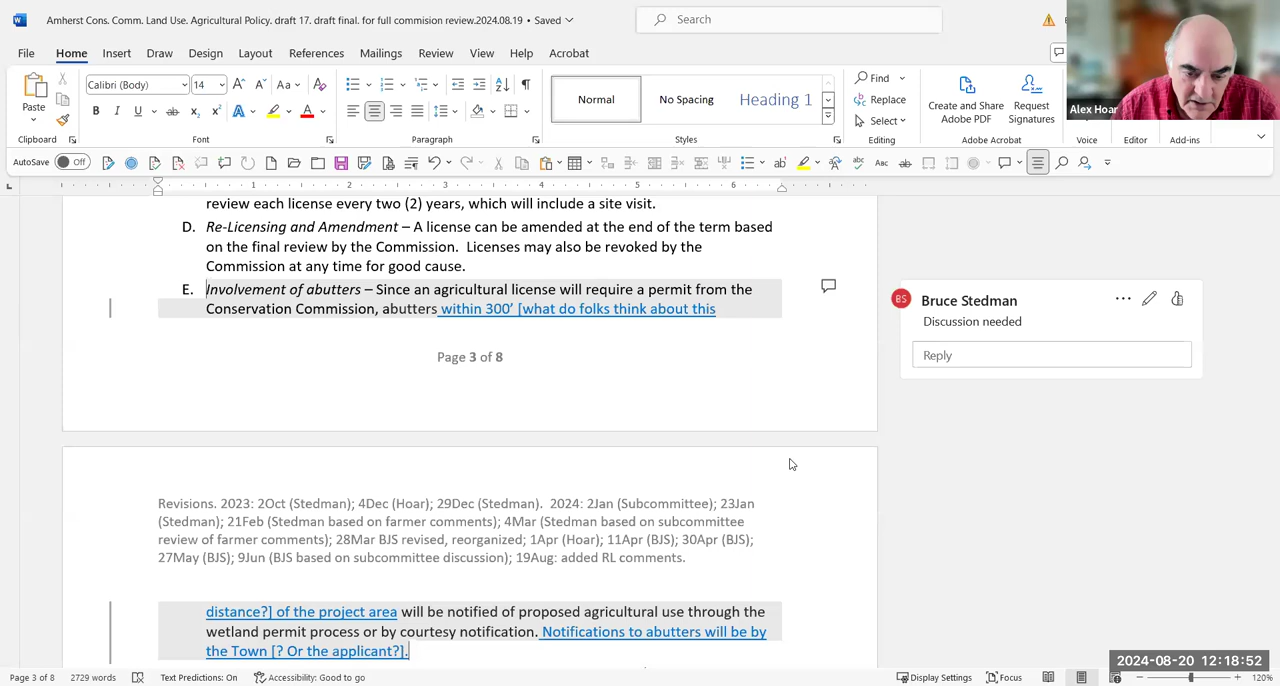 Amherst Cons. Comm. Land Use. Agricultural Policy. draft 17. draft final. for full commision review.2024.08.19 • Saved
Search
File Home Insert Draw Design Layout References Mailings Review View Help Acrobat
Paste
Calibri (Body) 14
Normal
No Spacing
Heading 1
Find
Replace
Select
Create and Share
Adobe PDF
Request
Signatures
Alex Hoar
Clipboard
Font
Paragraph
Styles
Editing
Adobe Acrobat
Voice
Editor
Add-ins
AutoSave Off
review each license every two (2) years, which will include a site visit.
D. Re-Licensing and Amendment – A license can be amended at the end of the term based
on the final review by the Commission. Licenses may also be revoked by the
Commission at any time for good cause.
E. Involvement of abutters – Since an agricultural license will require a permit from the
Conservation Commission, abutters within 300’ [what do folks think about this
Page 3 of 8
BS Bruce Stedman
Discussion needed
Reply
Revisions. 2023: 2Oct (Stedman); 4Dec (Hoar); 29Dec (Stedman). 2024: 2Jan (Subcommittee); 23Jan
(Stedman); 21Feb (Stedman based on farmer comments); 4Mar (Stedman based on subcommittee
review of farmer comments); 28Mar BJS revised, reorganized; 1Apr (Hoar); 11Apr (BJS); 30Apr (BJS);
27May (BJS); 9Jun (BJS based on subcommittee discussion); 19Aug: added RL comments.
distance?] of the project area will be notified of proposed agricultural use through the
wetland permit process or by courtesy notification. Notifications to abutters will be by
the Town [? Or the applicant?].
2024-08-20 12:18:52
Page 3 of 8 2729 words Text Predictions: On Accessibility: Good to go Display Settings Focus 120%